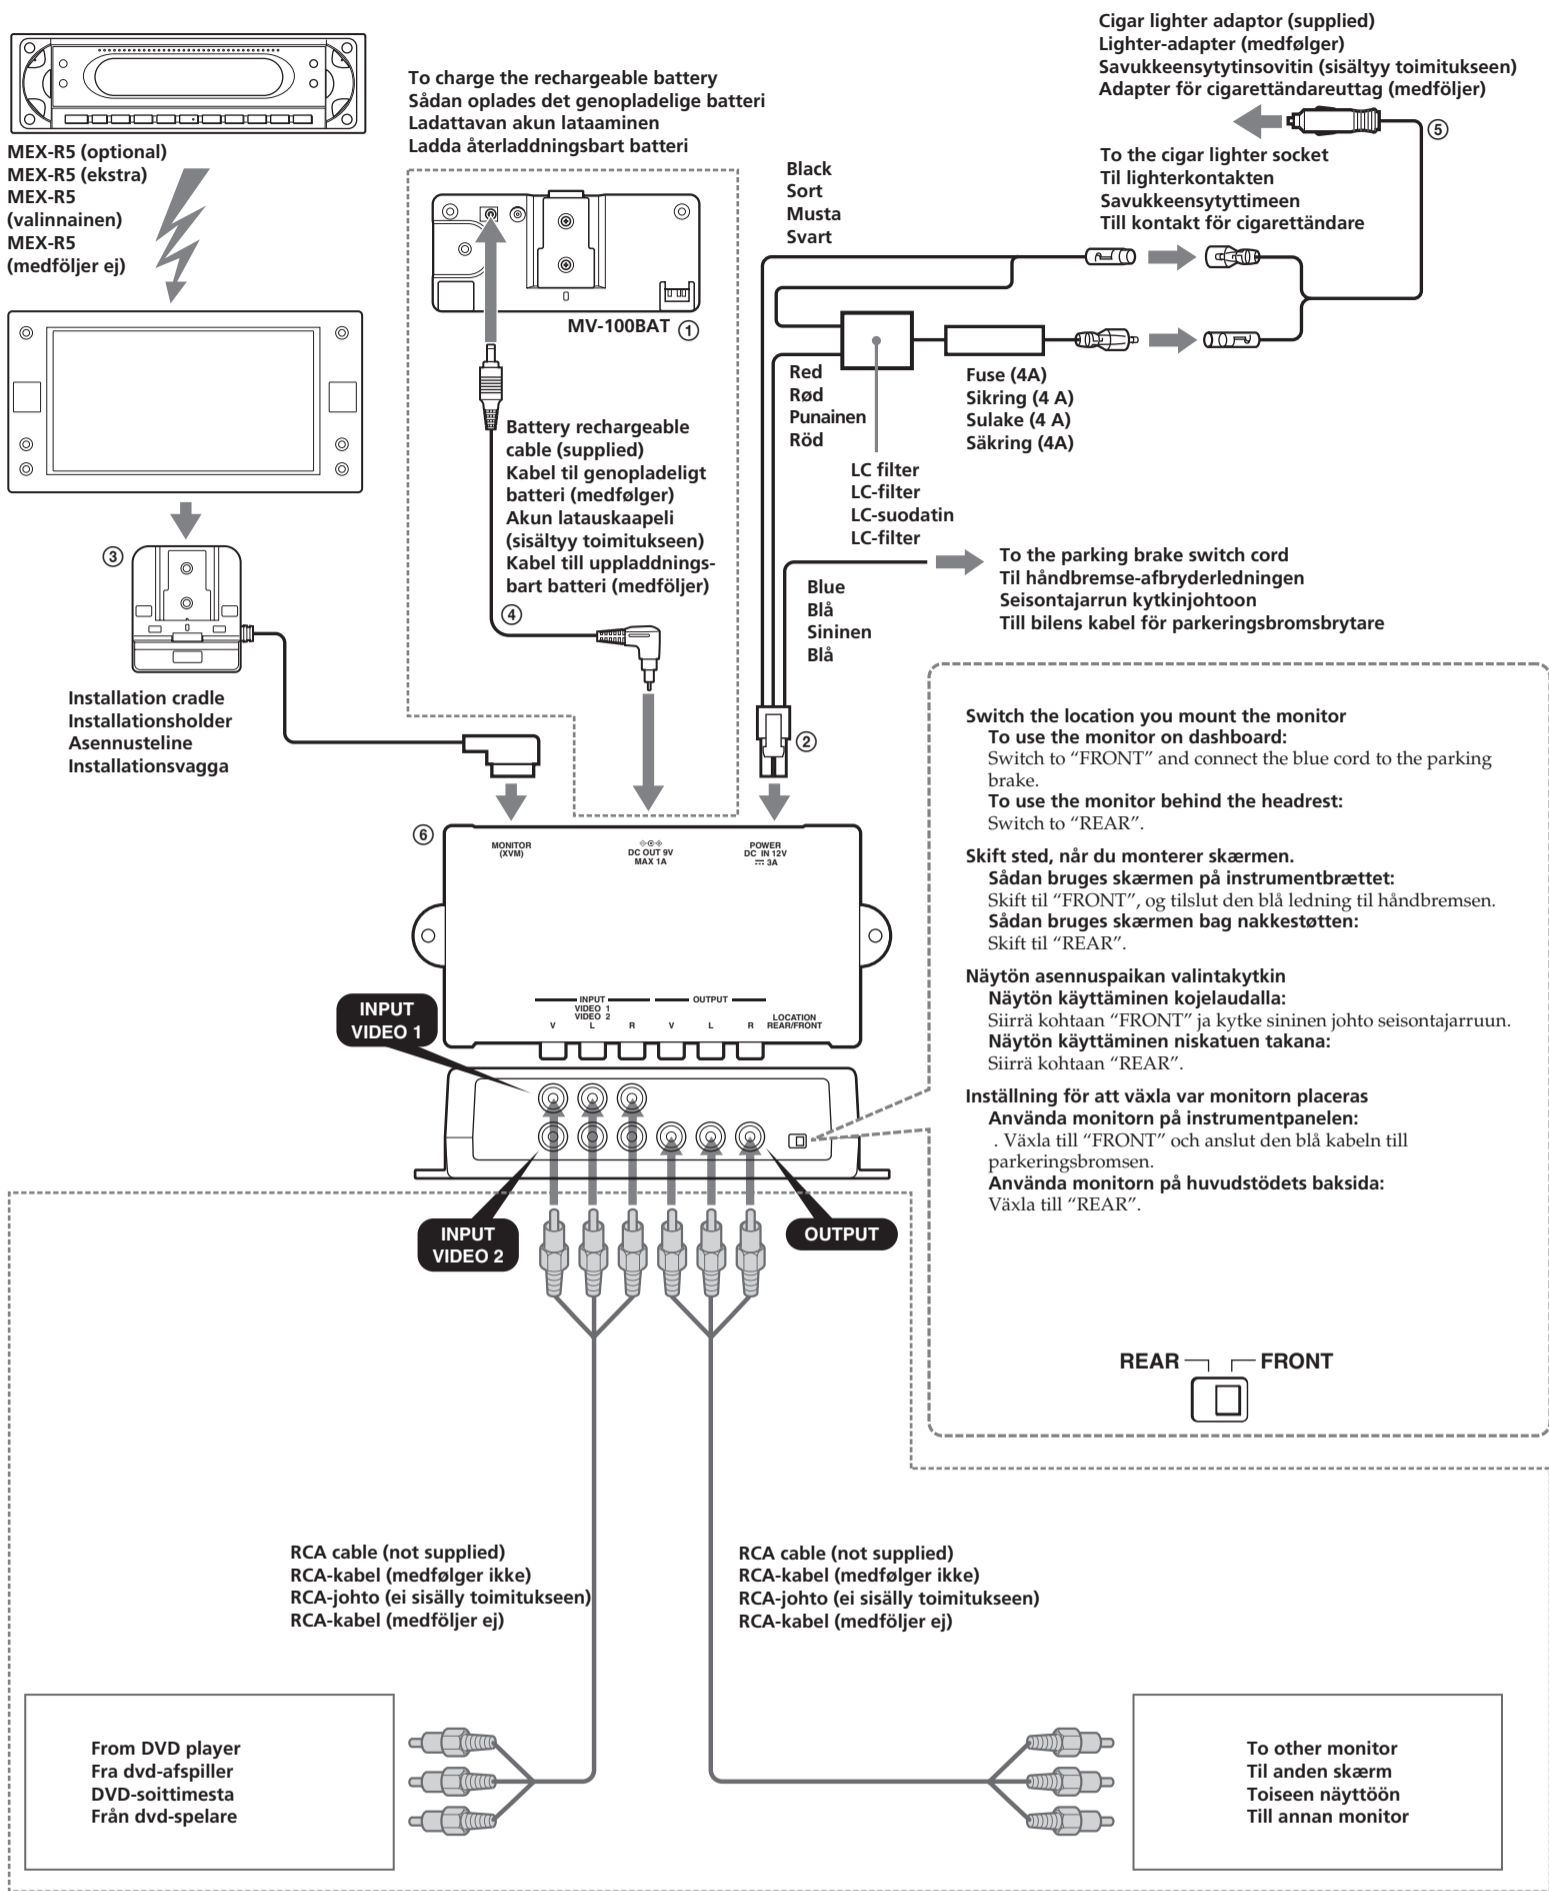 Cigar lighter adaptor (supplied)
Lighter-adapter (medfølger)
Savukkeensytytinsovitin (sisältyy toimitukseen)
Adapter för cigarettändareuttag (medföljer)
⑤
To the cigar lighter socket
Til lighterkontakten
Savukkeensytyttimeen
Till kontakt för cigarettändare
To charge the rechargeable battery
Sådan oplades det genopladelige batteri
Ladattavan akun lataaminen
Ladda återladdningsbart batteri
MEX-R5 (optional)
MEX-R5 (ekstra)
MEX-R5
(valinnainen)
MEX-R5
(medföljer ej)
Black
Sort
Musta
Svart
MV-100BAT ①
Red
Rød
Punainen
Röd
Fuse (4A)
Sikring (4 A)
Sulake (4 A)
Säkring (4A)
LC filter
LC-filter
LC-suodatin
LC-filter
Battery rechargeable
cable (supplied)
Kabel til genopladeligt
batteri (medfølger)
Akun latauskaapeli
(sisältyy toimitukseen)
Kabel till uppladdnings-
bart batteri (medföljer)
④
③
Installation cradle
Installationsholder
Asennusteline
Installationsvagga
Blue
Blå
Sininen
Blå
To the parking brake switch cord
Til håndbremse-afbryderledningen
Seisontajarrun kytkinjohtoon
Till bilens kabel för parkeringsbromsbrytare
②
Switch the location you mount the monitor
To use the monitor on dashboard:
Switch to “FRONT” and connect the blue cord to the parking
brake.
To use the monitor behind the headrest:
Switch to “REAR”.
Skift sted, når du monterer skærmen.
Sådan bruges skærmen på instrumentbrættet:
Skift til “FRONT”, og tilslut den blå ledning til håndbremsen.
Sådan bruges skærmen bag nakkestøtten:
Skift til “REAR”.
Näytön asennuspaikan valintakytkin
Näytön käyttäminen kojelaudalla:
Siirrä kohtaan “FRONT” ja kytke sininen johto seisontajarruun.
Näytön käyttäminen niskatuen takana:
Siirrä kohtaan “REAR”.
Inställning för att växla var monitorn placeras
Använda monitorn på instrumentpanelen:
. Växla till “FRONT” och anslut den blå kabeln till
parkeringsbromsen.
Använda monitorn på huvudstödets baksida:
Växla till “REAR”.
REAR FRONT
⑥
MONITOR
(XVM)
DC OUT 9V
MAX 1A
POWER
DC IN 12V
3A
INPUT
VIDEO 1
VIDEO 2
OUTPUT
V L R V L R
LOCATION
REAR/FRONT
INPUT
VIDEO 1
INPUT
VIDEO 2
OUTPUT
RCA cable (not supplied)
RCA-kabel (medfølger ikke)
RCA-johto (ei sisälly toimitukseen)
RCA-kabel (medföljer ej)
RCA cable (not supplied)
RCA-kabel (medfølger ikke)
RCA-johto (ei sisälly toimitukseen)
RCA-kabel (medföljer ej)
From DVD player
Fra dvd-afspiller
DVD-soittimesta
Från dvd-spelare
To other monitor
Til anden skærm
Toiseen näyttöön
Till annan monitor